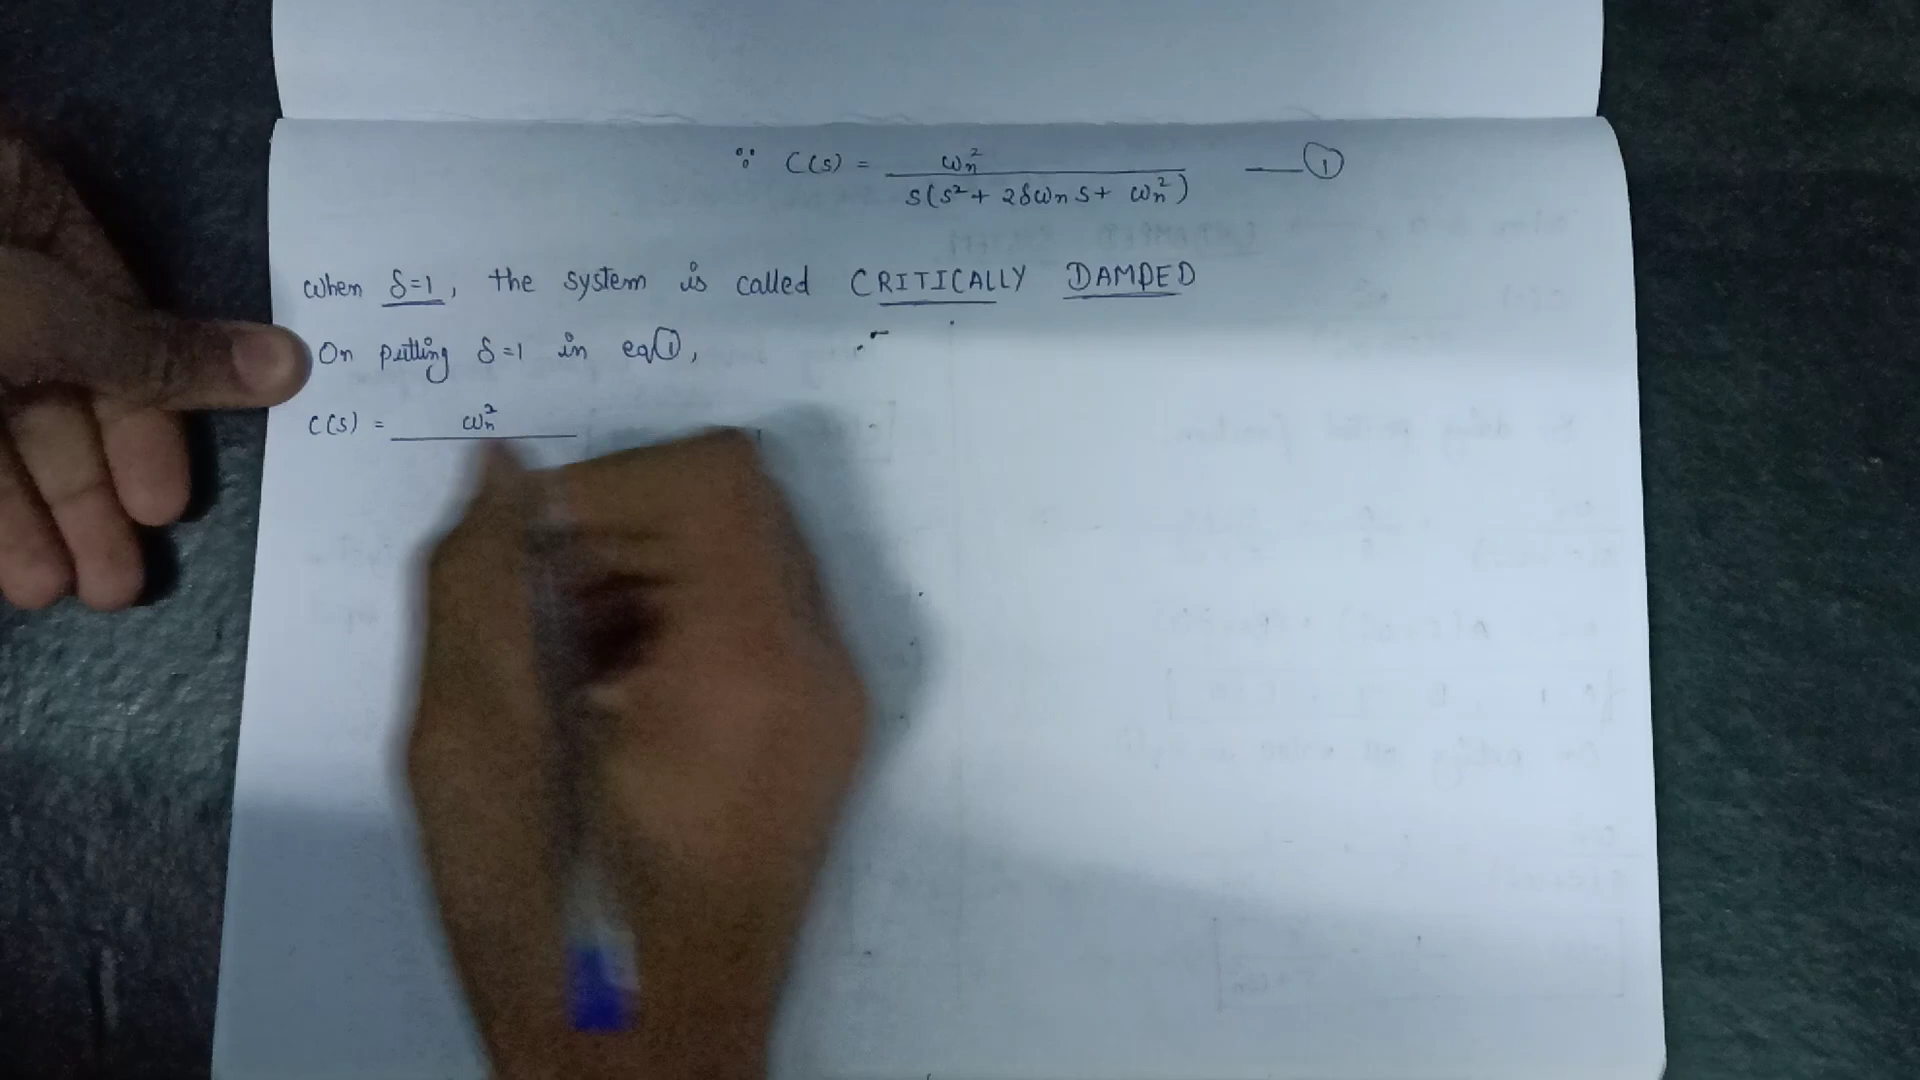 ∵ C(s) = ωn² / s(s² + 2δωn s + ωn²) —— ①
When δ=1, the system is called CRITICALLY DAMPED
On putting δ=1 in eq①,
C(s) = ωn²